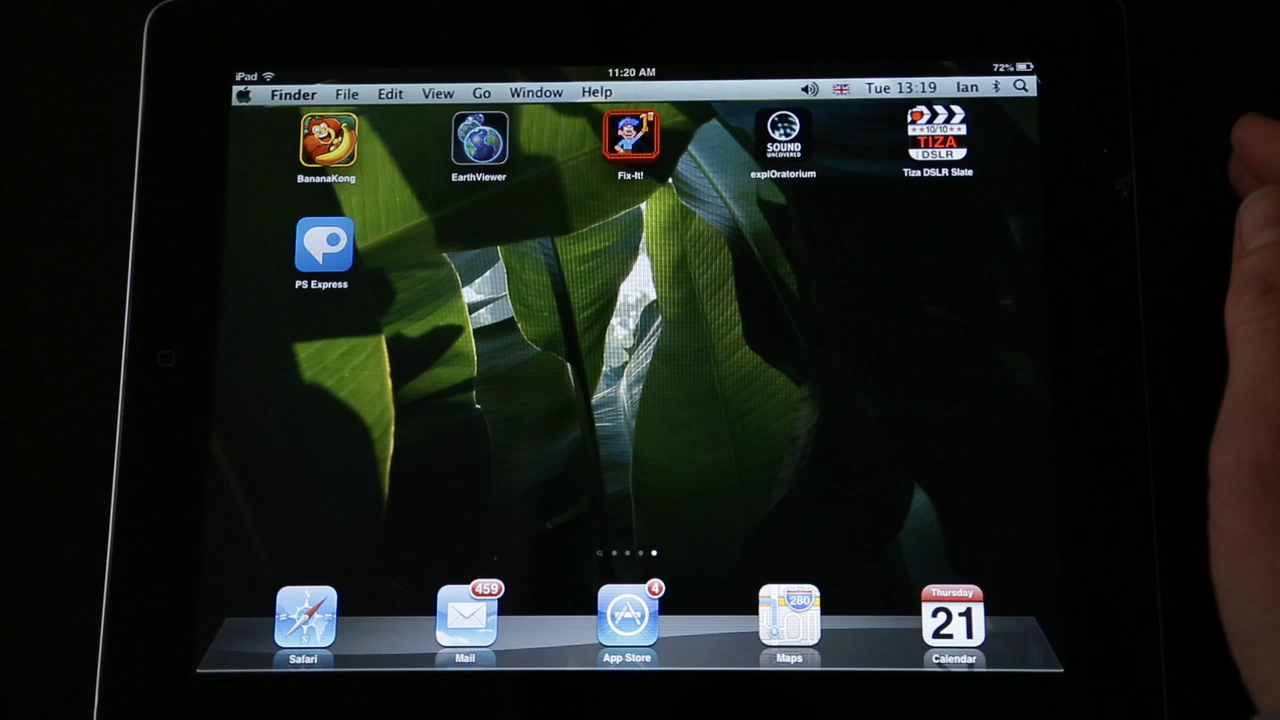 iPad 11:20 AM 72%
Finder File Edit View Go Window Help Tue 13:19 Ian
SOUND
UNCOVERED
10/10
TIZA
DSLR
BananaKong EarthViewer Fix-It! explOratorium Tiza DSLR Slate
PS Express
459 4 280 Thursday
21
Safari Mail App Store Maps Calendar